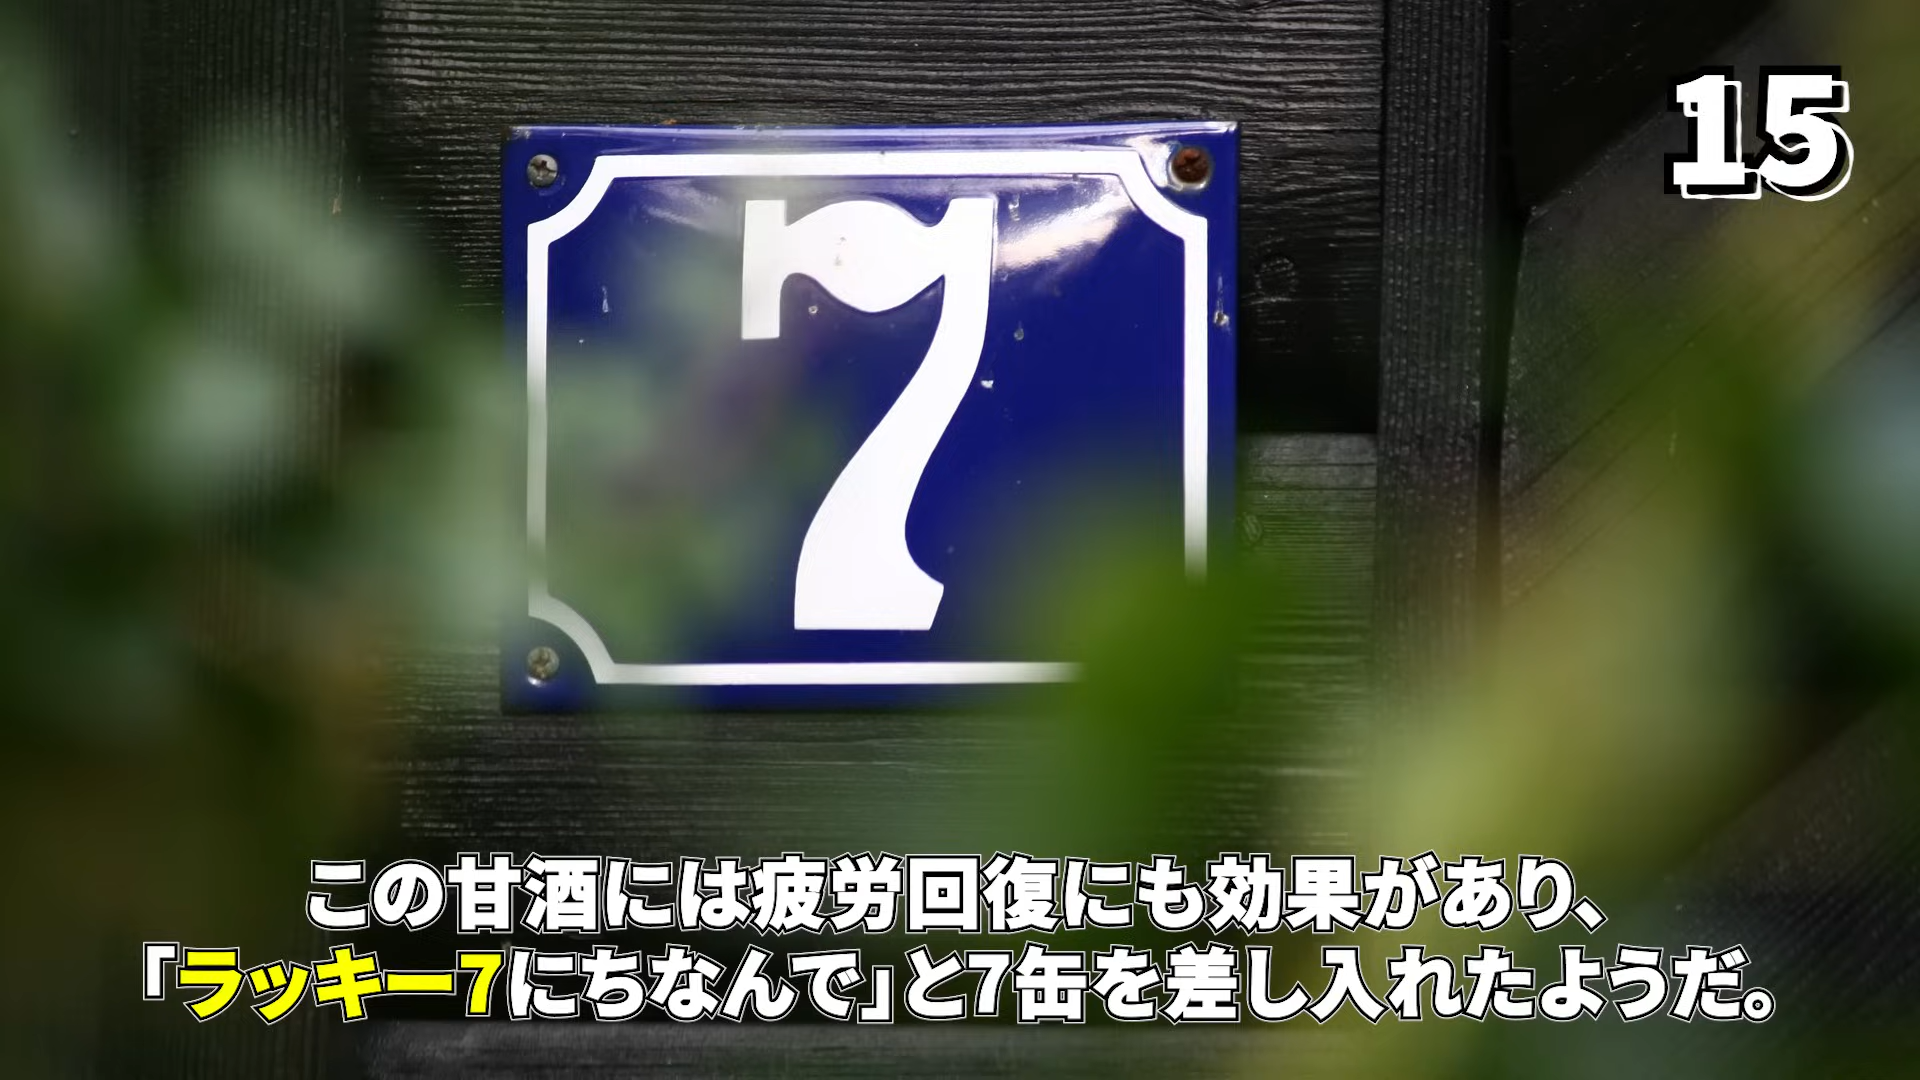 15
7
この甘酒には疲労回復にも効果があり、
「ラッキー7にちなんで」と7缶を差し入れたようだ。